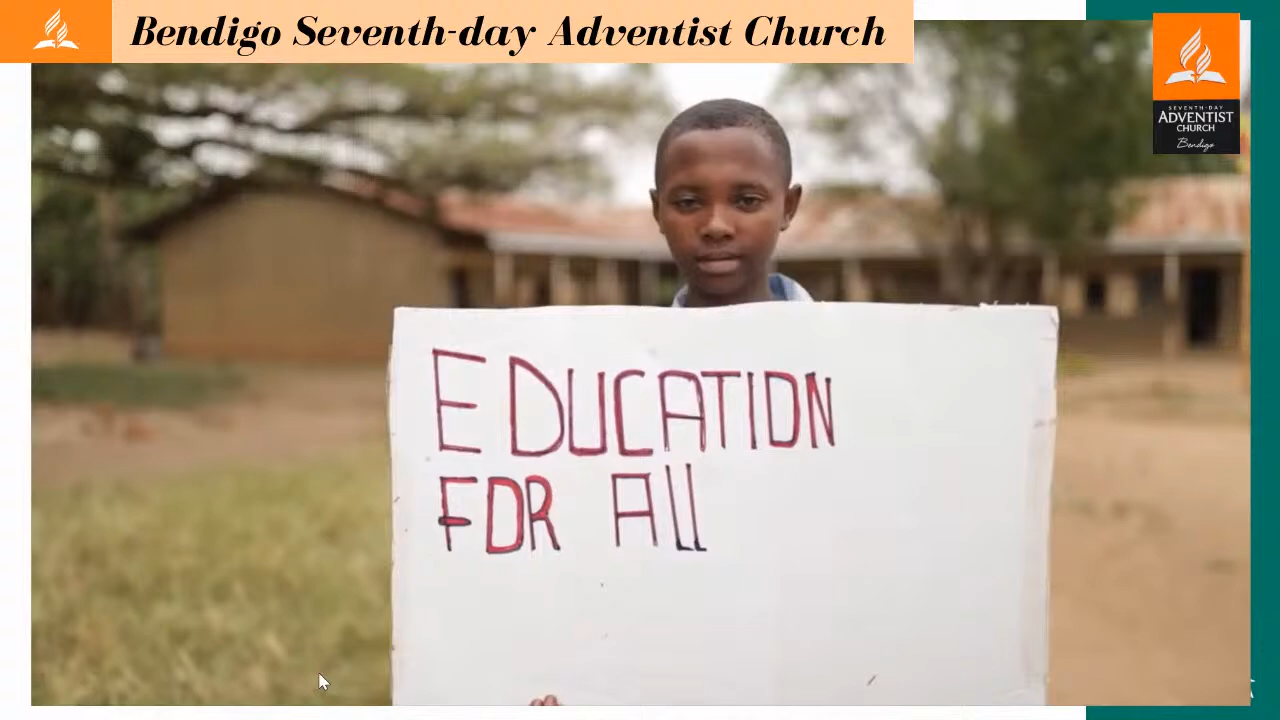 Bendigo Seventh-day Adventist Church
SEVENTH-DAY
ADVENTIST
CHURCH
Bendigo
EDUCATION
FOR All